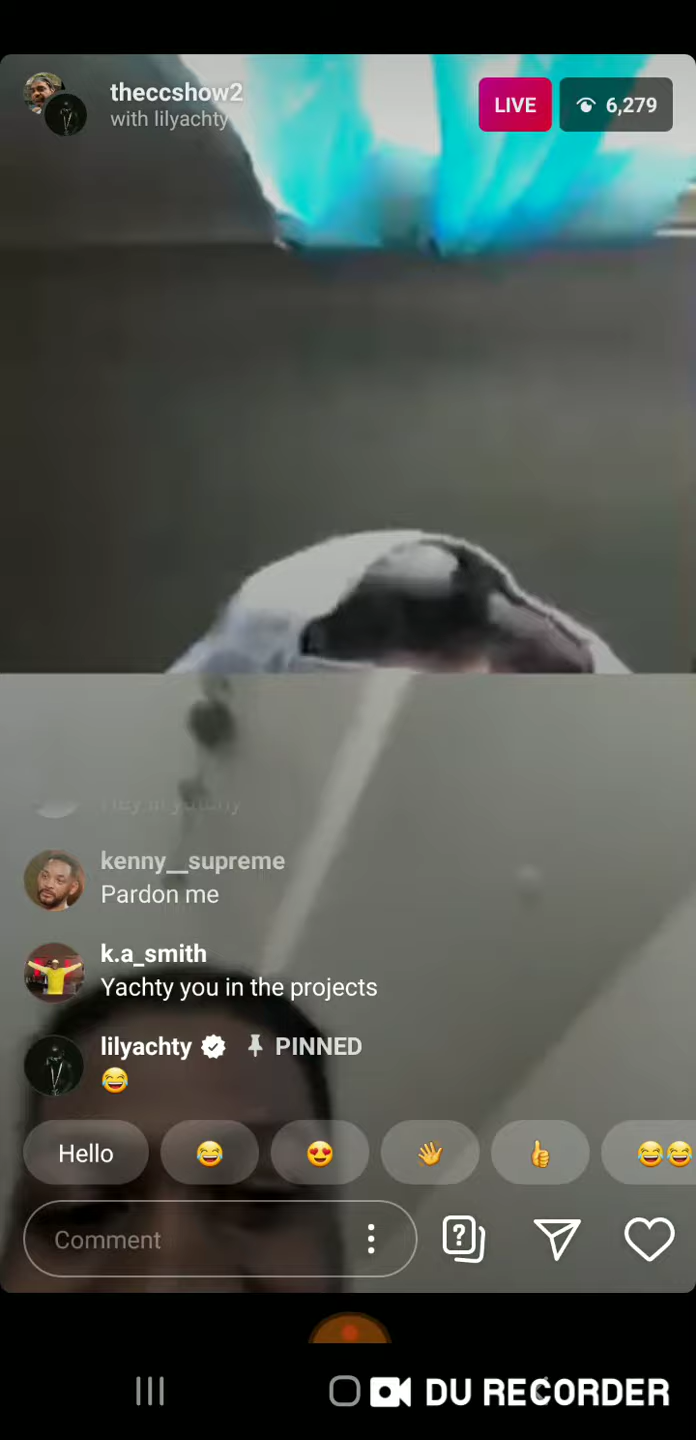 theccshow2
with lilyachty
LIVE
6,279
kenny__supreme
Pardon me
k.a_smith
Yachty you in the projects
lilyachty PINNED
😂
Hello 😂 😍 👋 👍 😂😂
Comment
DU RECORDER